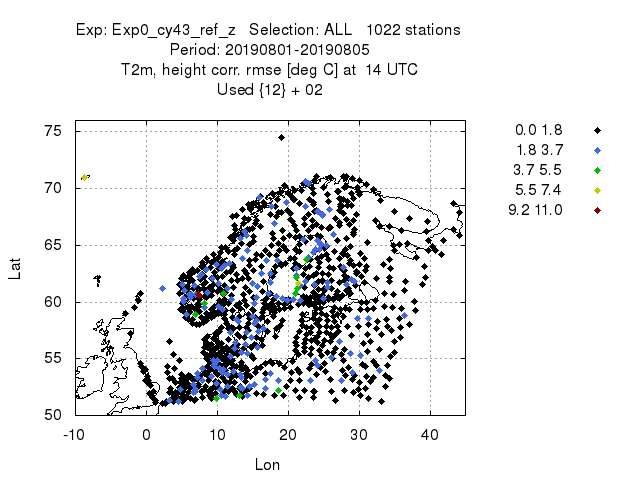 Exp: Exp0_cy43_ref_z   Selection: ALL   1022 stations
Period: 20190801-20190805
T2m, height corr. rmse [deg C] at  14 UTC
Used {12} + 02
0.0 1.8
1.8 3.7
3.7 5.5
5.5 7.4
9.2 11.0
75
70
65
60
55
50
Lat
-10 0 10 20 30 40
Lon